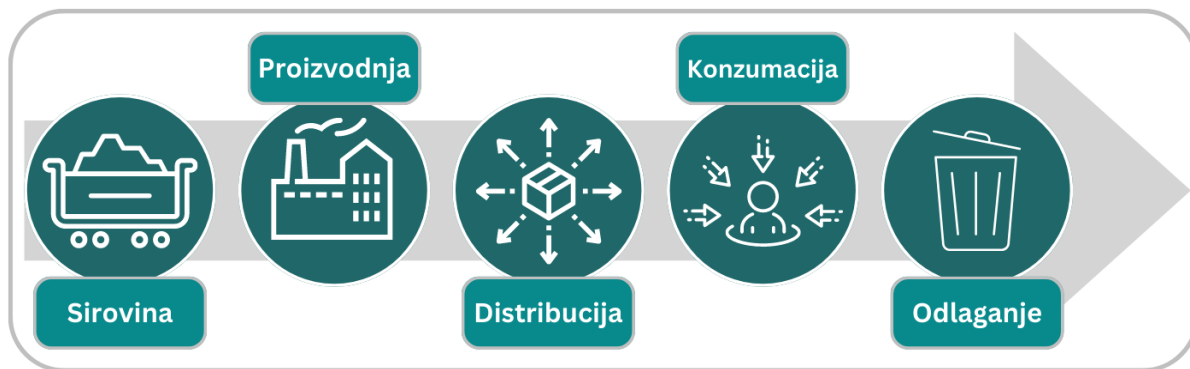 Sirovina
Proizvodnja
Distribucija
Konzumacija
Odlaganje